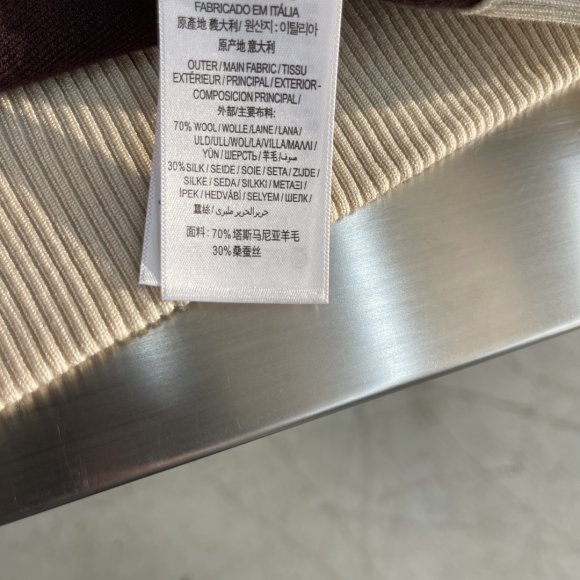 FABRICADO EM ITÁLIA
原產地 義大利/ 원산지 : 이탈리아
原产地 意大利
OUTER / MAIN FABRIC / TISSU
EXTÉRIEUR / PRINCIPAL / EXTERIOR -
COMPOSICION PRINCIPAL /
外部/主要布料:
70% WOOL / WOLLE / LAINE / LANA /
ULD/ULL/WOL/LA/VILLA/ΜΑΛΛΙ /
YÜN / ШЕРСТЬ / 羊毛 / صوف
30% SILK / SEIDE / SOIE / SETA / ZIJDE /
SILKE / SEDA / SILKKI / ΜΕΤΑΞΙ /
İPEK / HEDVÁBÍ / SELYEM / ШЕЛК /
蠶絲 / حرير
面料 : 70%塔斯马尼亚羊毛
30%桑蚕丝